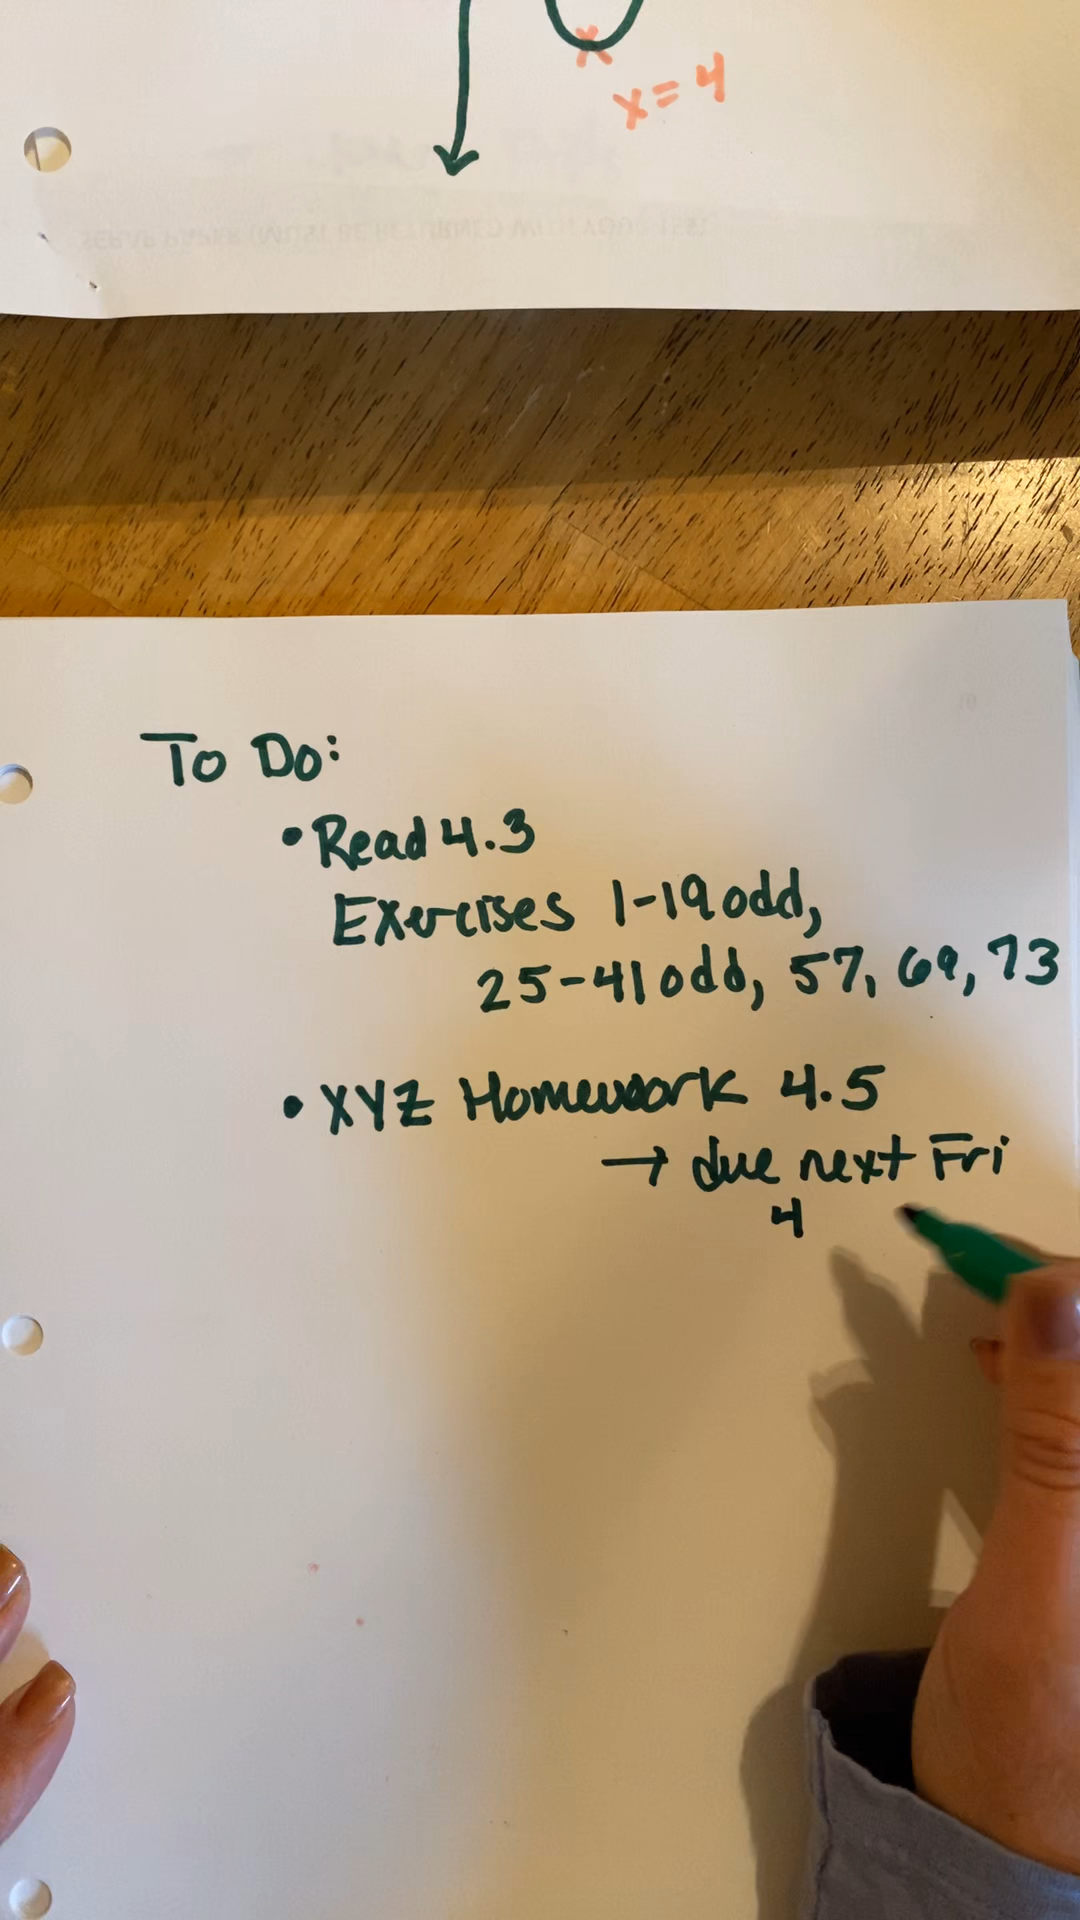 x = 4
To Do:
• Read 4.3
Exercises 1-19 odd,
25-41 odd, 57, 69, 73
• XYZ Homework 4.5
→ due next Fri
4